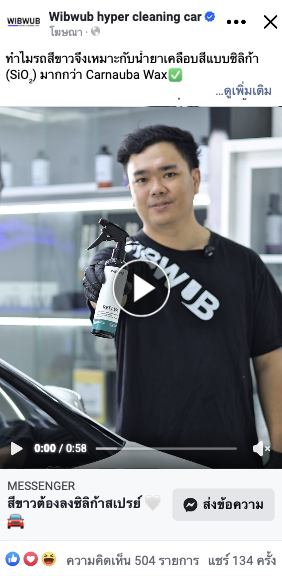 WIBWUB
Wibwub hyper cleaning car
โฆษณา ·
ทำไมรถสีขาวจึงเหมาะกับน้ำยาเคลือบสีแบบซิลิก้า
(SiO₂) มากกว่า Carnauba Wax✅
...ดูเพิ่มเติม
WIBWUB
0:00 / 0:58
MESSENGER
สีขาวต้องลงซิลิก้าสเปรย์ 🤍
🚘
ส่งข้อความ
ความคิดเห็น 504 รายการ แชร์ 134 ครั้ง